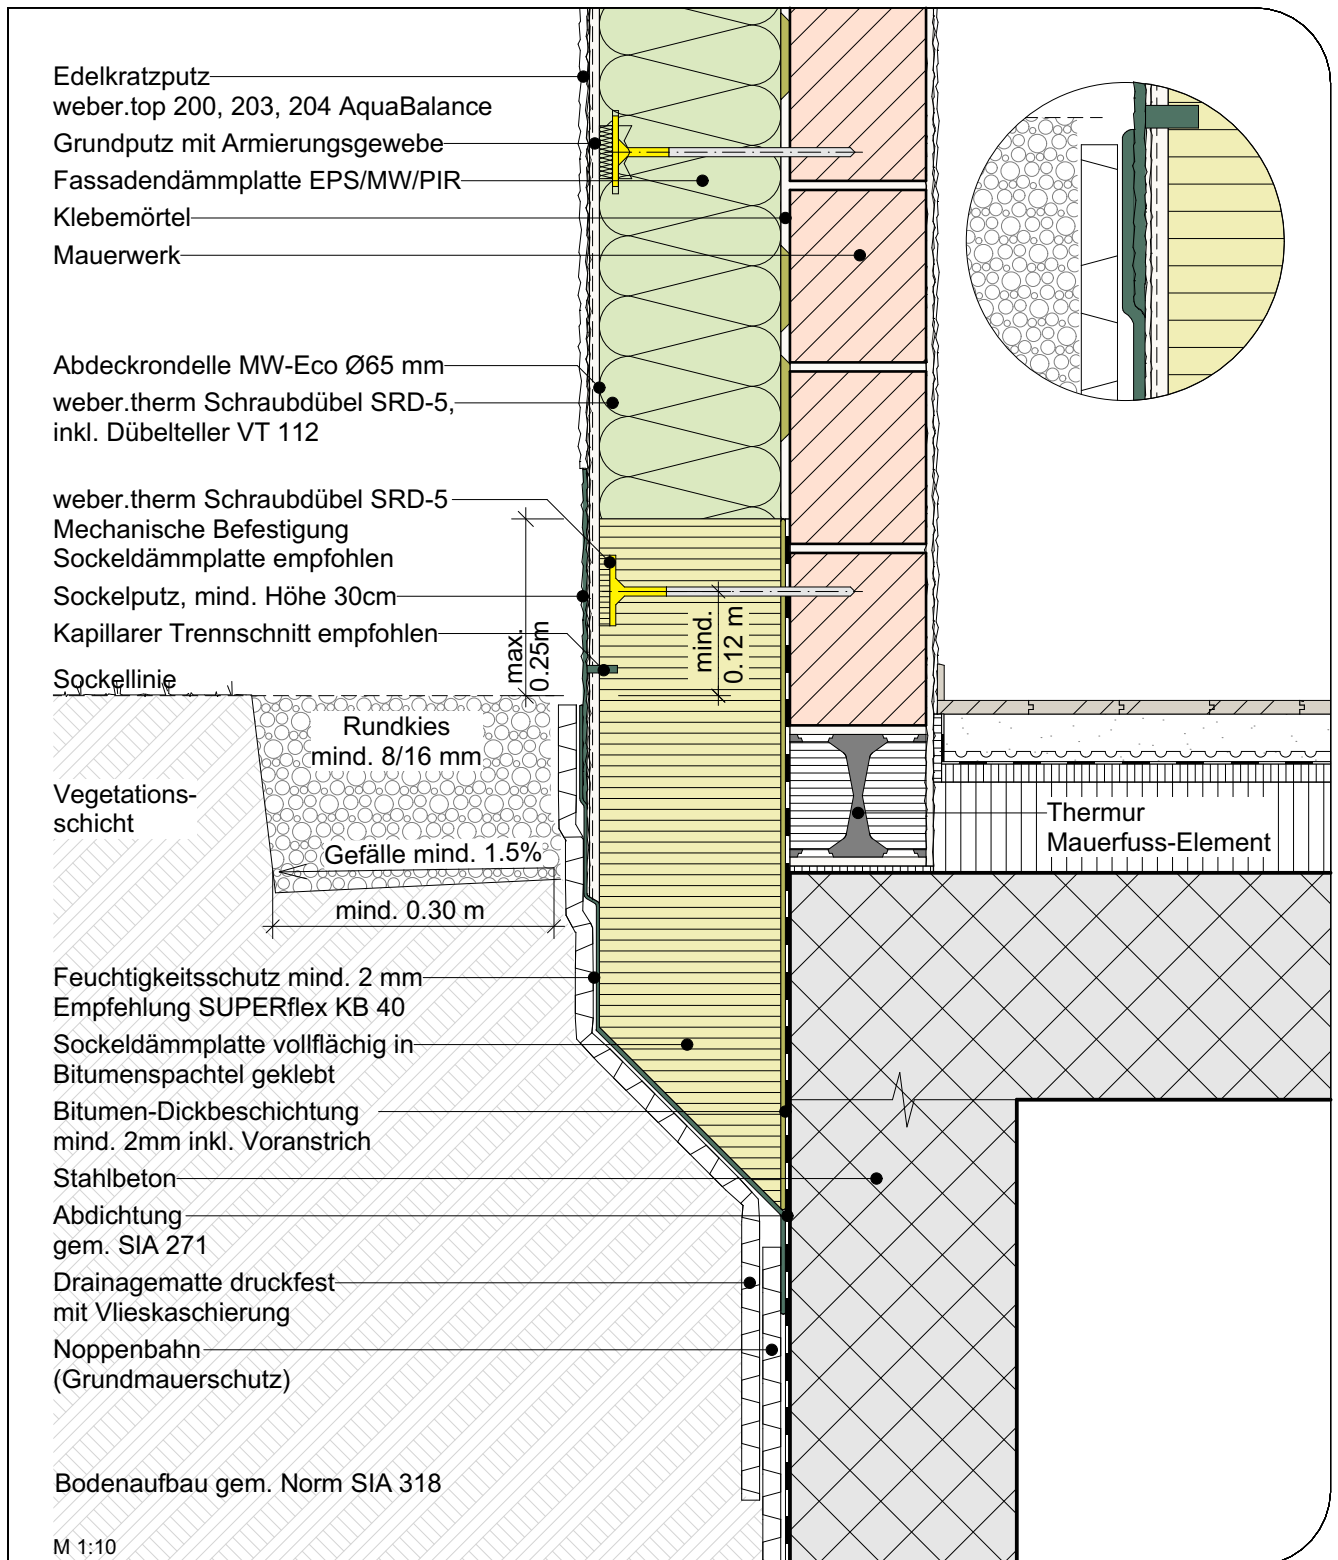 Edelkratzputz
weber.top 200, 203, 204 AquaBalance
Grundputz mit Armierungsgewebe
Fassadendämmplatte EPS/MW/PIR
Klebemörtel
Mauerwerk
Abdeckrondelle MW-Eco Ø65 mm
weber.therm Schraubdübel SRD-5,
inkl. Dübelteller VT 112
weber.therm Schraubdübel SRD-5
Mechanische Befestigung
Sockeldämmplatte empfohlen
Sockelputz, mind. Höhe 30cm
Kapillarer Trennschnitt empfohlen
Sockellinie
max.
0.25m
mind.
0.12 m
Rundkies
mind. 8/16 mm
Vegetations-
schicht
Gefälle mind. 1.5%
mind. 0.30 m
Thermur
Mauerfuss-Element
Feuchtigkeitsschutz mind. 2 mm
Empfehlung SUPERflex KB 40
Sockeldämmplatte vollflächig in
Bitumenspachtel geklebt
Bitumen-Dickbeschichtung
mind. 2mm inkl. Voranstrich
Stahlbeton
Abdichtung
gem. SIA 271
Drainagematte druckfest
mit Vlieskaschierung
Noppenbahn
(Grundmauerschutz)
Bodenaufbau gem. Norm SIA 318
M 1:10